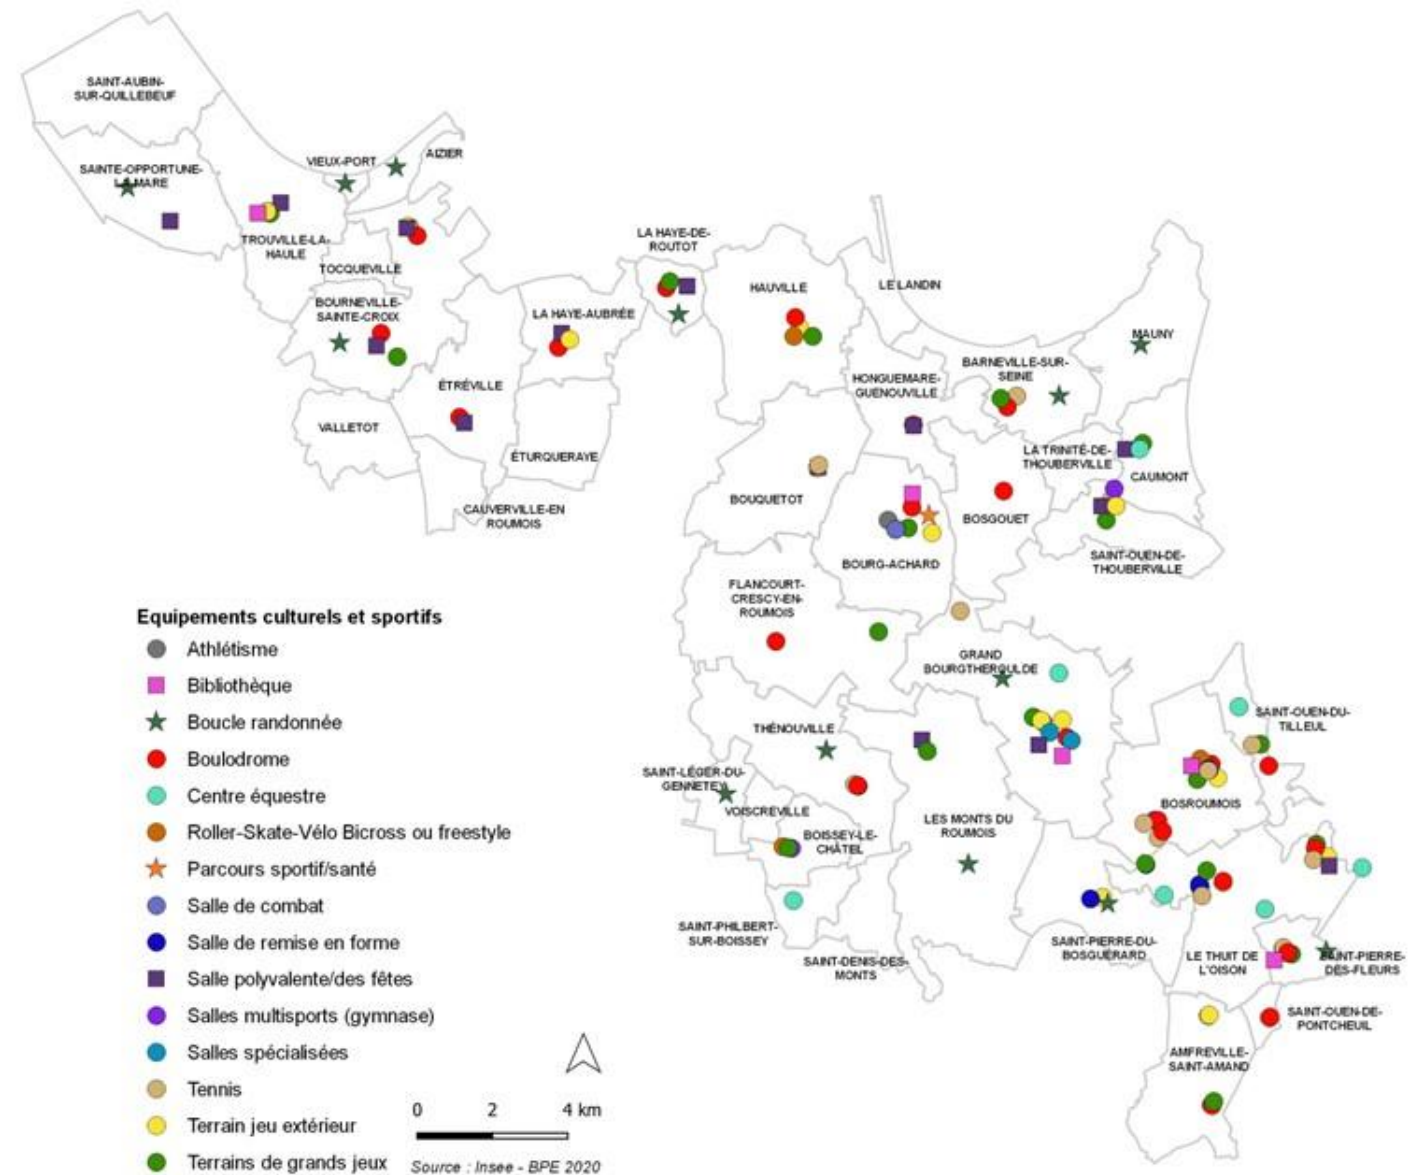 SAINT-AUBIN-
SUR-QUILLEBEUF
SAINTE-OPPORTUNE-
LA-MARE
VIEUX-PORT
AIZIER
TROUVILLE-LA-
HAULE
TOCQUEVILLE
BOURNEVILLE-
SAINTE-CROIX
LA HAYE-AUBRÉE
LA HAYE-DE-
ROUTOT
HAUVILLE
LE LANDIN
MAUNY
BARNEVILLE-SUR-
SEINE
HONGUEMARE-
GUENOUVILLE
ÉTRÉVILLE
VALLETOT
ÉTURQUERAYE
CAUVERVILLE-EN
ROUMOIS
LA TRINITÉ-DE-
THOUBERVILLE
CAUMONT
BOUQUETOT
BOSGOUET
BOURG-ACHARD
SAINT-OUEN-DE-
THOUBERVILLE
FLANCOURT-
CRESCY-EN-
ROUMOIS
GRAND
BOURGTHEROULDE
THÉNOUVILLE
SAINT-OUEN-DU-
TILLEUL
SAINT-LÉGER-DU-
GENNETEY
VOISCREVILLE
BOISSEY-LE-
CHÂTEL
LES MONTS DU
ROUMOIS
BOSROUMOIS
SAINT-PHILBERT-
SUR-BOISSEY
SAINT-DENIS-DES-
MONTS
SAINT-PIERRE-DU-
BOSGUÉRARD
LE THUIT DE
L'OISON
SAINT-PIERRE-
DES-FLEURS
SAINT-OUEN-DE-
PONTCHEUIL
AMFREVILLE-
SAINT-AMAND
Equipements culturels et sportifs
Athlétisme
Bibliothèque
Boucle randonnée
Boulodrome
Centre équestre
Roller-Skate-Vélo Bicross ou freestyle
Parcours sportif/santé
Salle de combat
Salle de remise en forme
Salle polyvalente/des fêtes
Salles multisports (gymnase)
Salles spécialisées
Tennis
Terrain jeu extérieur
Terrains de grands jeux
0 2 4 km
Source : Insee - BPE 2020